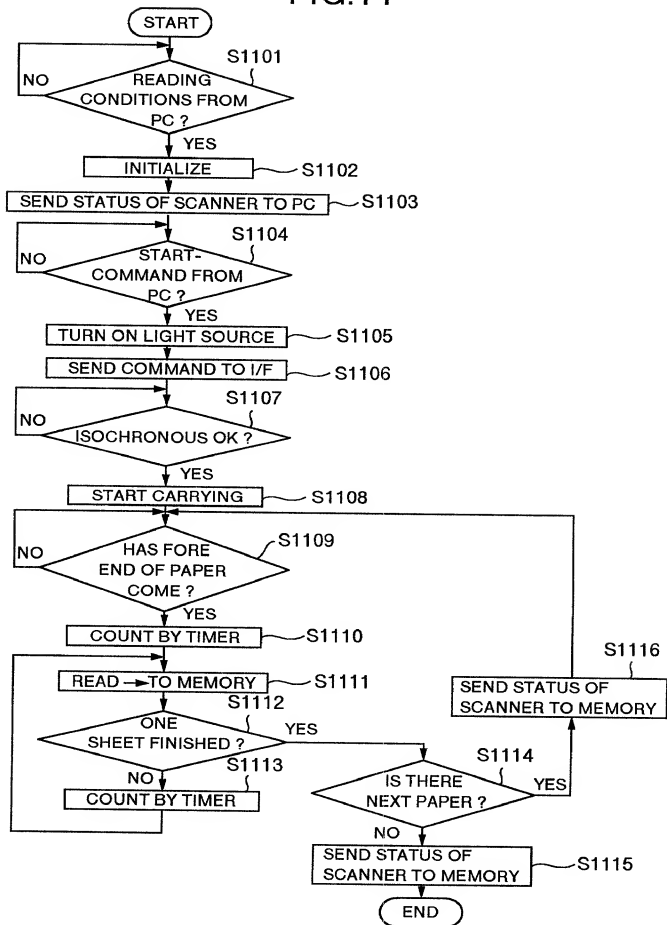 FIG.11
START
S1101
NO
READING
CONDITIONS FROM
PC ?
YES
INITIALIZE
S1102
SEND STATUS OF SCANNER TO PC
S1103
S1104
NO
START-
COMMAND FROM
PC ?
YES
TURN ON LIGHT SOURCE
S1105
SEND COMMAND TO I/F
S1106
S1107
NO
ISOCHRONOUS OK ?
YES
START CARRYING
S1108
S1109
NO
HAS FORE
END OF PAPER
COME ?
YES
COUNT BY TIMER
S1110
READ → TO MEMORY
S1111
S1112
ONE
SHEET FINISHED ?
YES
NO
S1113
COUNT BY TIMER
S1114
IS THERE
NEXT PAPER ?
YES
S1116
SEND STATUS OF
SCANNER TO MEMORY
NO
SEND STATUS OF
SCANNER TO MEMORY
S1115
END